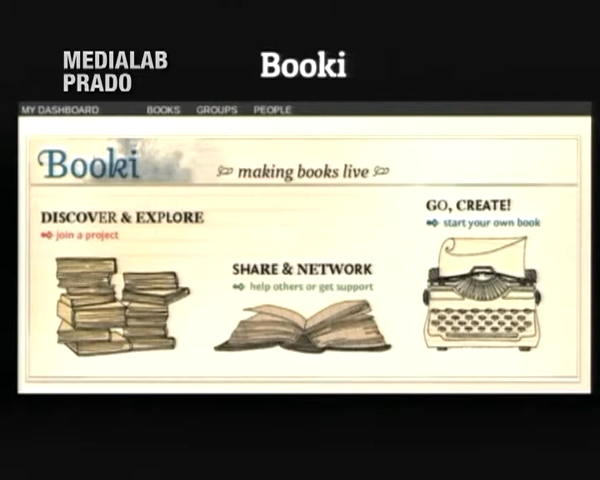 MEDIALAB
PRADO
Booki
MY DASHBOARD BOOKS GROUPS PEOPLE
Booki
making books live
GO, CREATE!
start your own book
DISCOVER & EXPLORE
join a project
SHARE & NETWORK
help others or get support